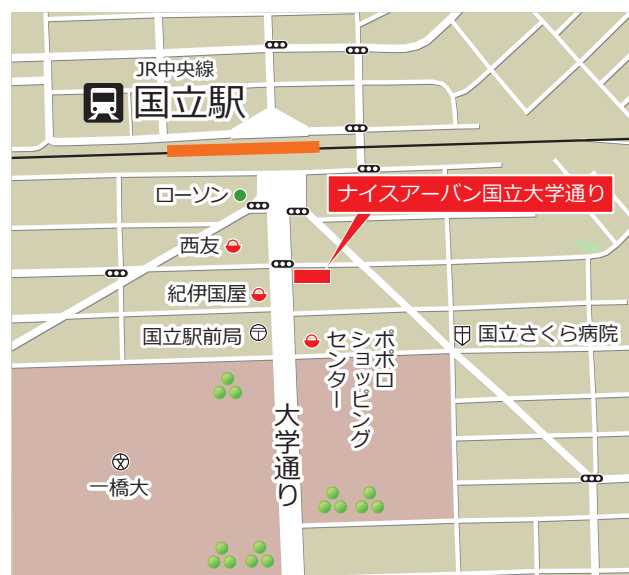 JR中央線
国立駅
ローソン
ナイスアーバン国立大学通り
西友
紀伊国屋
国立駅前局
ポポロ
ショッピング
センター
国立さくら病院
大学通り
一橋大